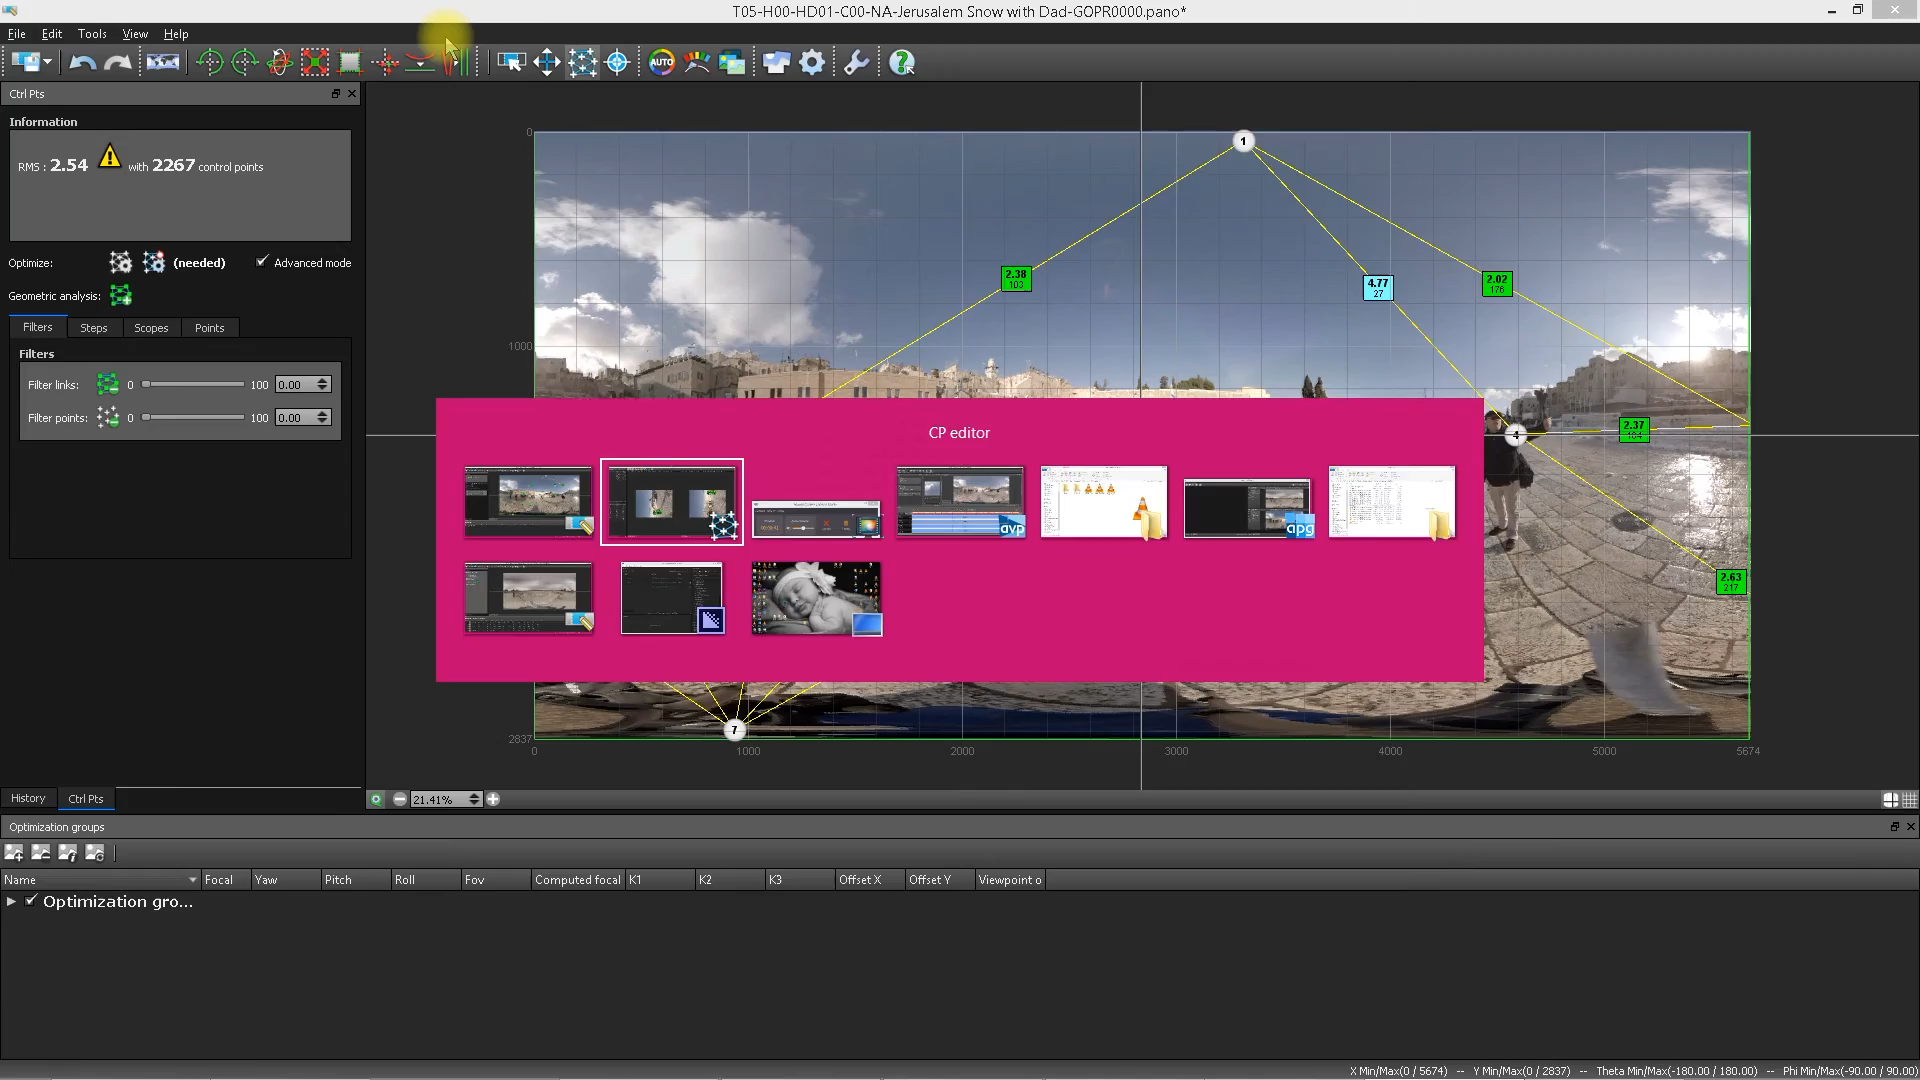 T05-H00-HD01-C00-NA-Jerusalem Snow with Dad-GOPR0000.pano*
File Edit Tools View Help
AUTO
Ctrl Pts
Information
RMS : 2.54 with 2267 control points
Optimize: (needed) Advanced mode
Geometric analysis:
Filters Steps Scopes Points
Filters
Filter links: 0 100 0.00
Filter points: 0 100 0.00
0
1
2.38
103
4.77
27
2.02
176
1000
4
2.37
184
2.63
217
CP editor
avp
apg
7
2837
0 1000 2000 3000 4000 5000 5674
History Ctrl Pts
21.41%
Optimization groups
Name Focal Yaw Pitch Roll Fov Computed focal K1 K2 K3 Offset X Offset Y Viewpoint o
Optimization gro...
X Min/Max(0 / 5674) -- Y Min/Max(0 / 2837) -- Theta Min/Max(-180.00 / 180.00) -- Phi Min/Max(-90.00 / 90.00)